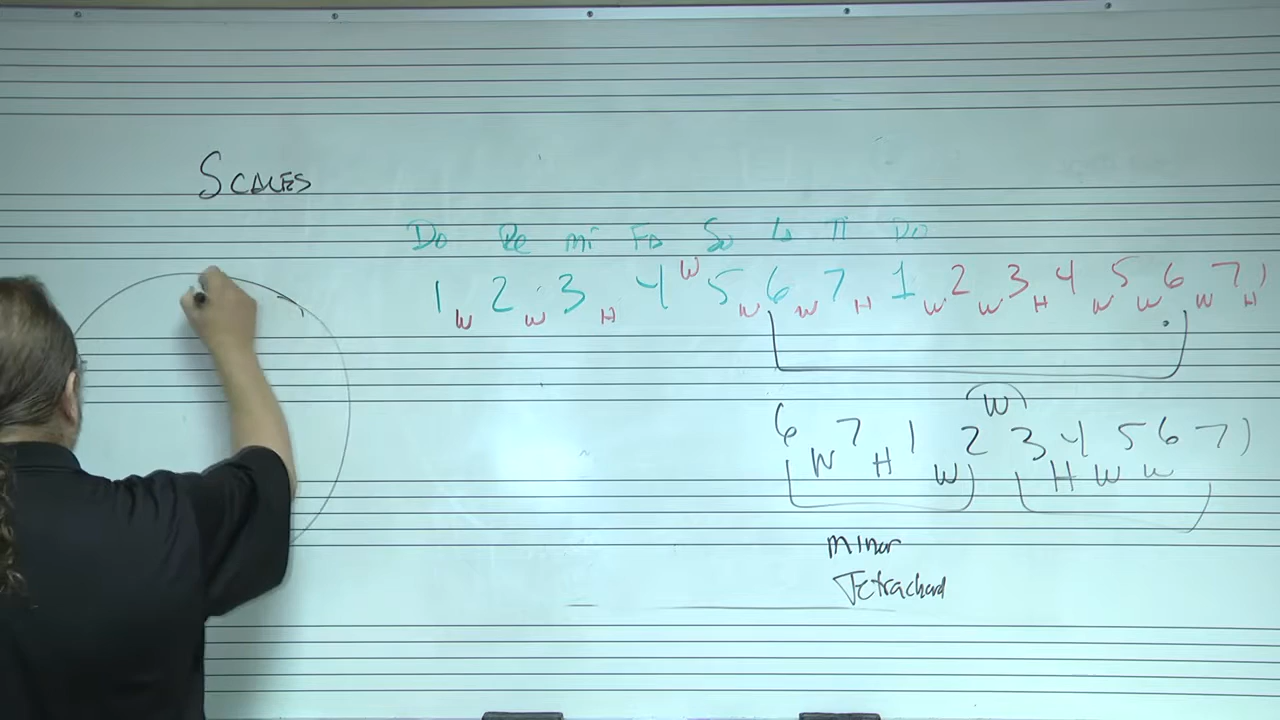 SCALES
Do Re mi Fa So La Ti Do
1 W 2 W 3 H 4 W 5 W 6 W 7 H 1 W 2 W 3 H 4 W 5 W 6 W 7 H 1
W
6 7 1 2 3 4 5 6 7 )
W H W H W W
minor
Tetrachord